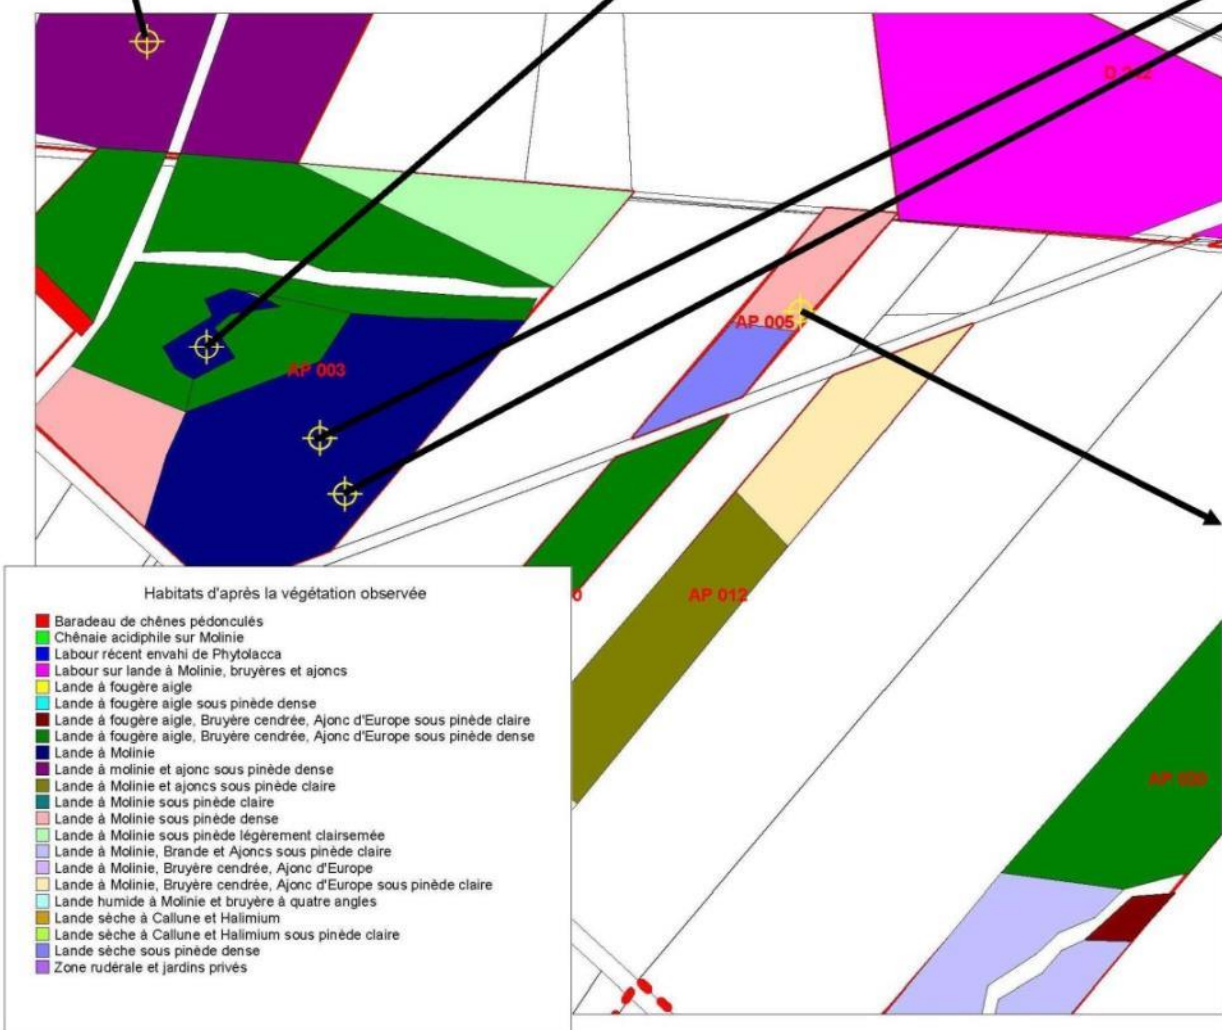 D 242
AP 005
AP 003
0
AP 012
Habitats d'après la végétation observée
Baradeau de chênes pédonculés
Chênaie acidiphile sur Molinie
Labour récent envahi de Phytolacca
Labour sur lande à Molinie, bruyères et ajoncs
Lande à fougère aigle
Lande à fougère aigle sous pinède dense
Lande à fougère aigle, Bruyère cendrée, Ajonc d'Europe sous pinède claire
Lande à fougère aigle, Bruyère cendrée, Ajonc d'Europe sous pinède dense
Lande à Molinie
Lande à molinie et ajonc sous pinède dense
Lande à Molinie et ajoncs sous pinède claire
Lande à Molinie sous pinède claire
Lande à Molinie sous pinède dense
Lande à Molinie sous pinède légèrement clairsemée
Lande à Molinie, Brande et Ajoncs sous pinède claire
Lande à Molinie, Bruyère cendrée, Ajonc d'Europe
Lande à Molinie, Bruyère cendrée, Ajonc d'Europe sous pinède claire
Lande humide à Molinie et bruyère à quatre angles
Lande sèche à Callune et Halimium
Lande sèche à Callune et Halimium sous pinède claire
Lande sèche sous pinède dense
Zone rudérale et jardins privés
AP